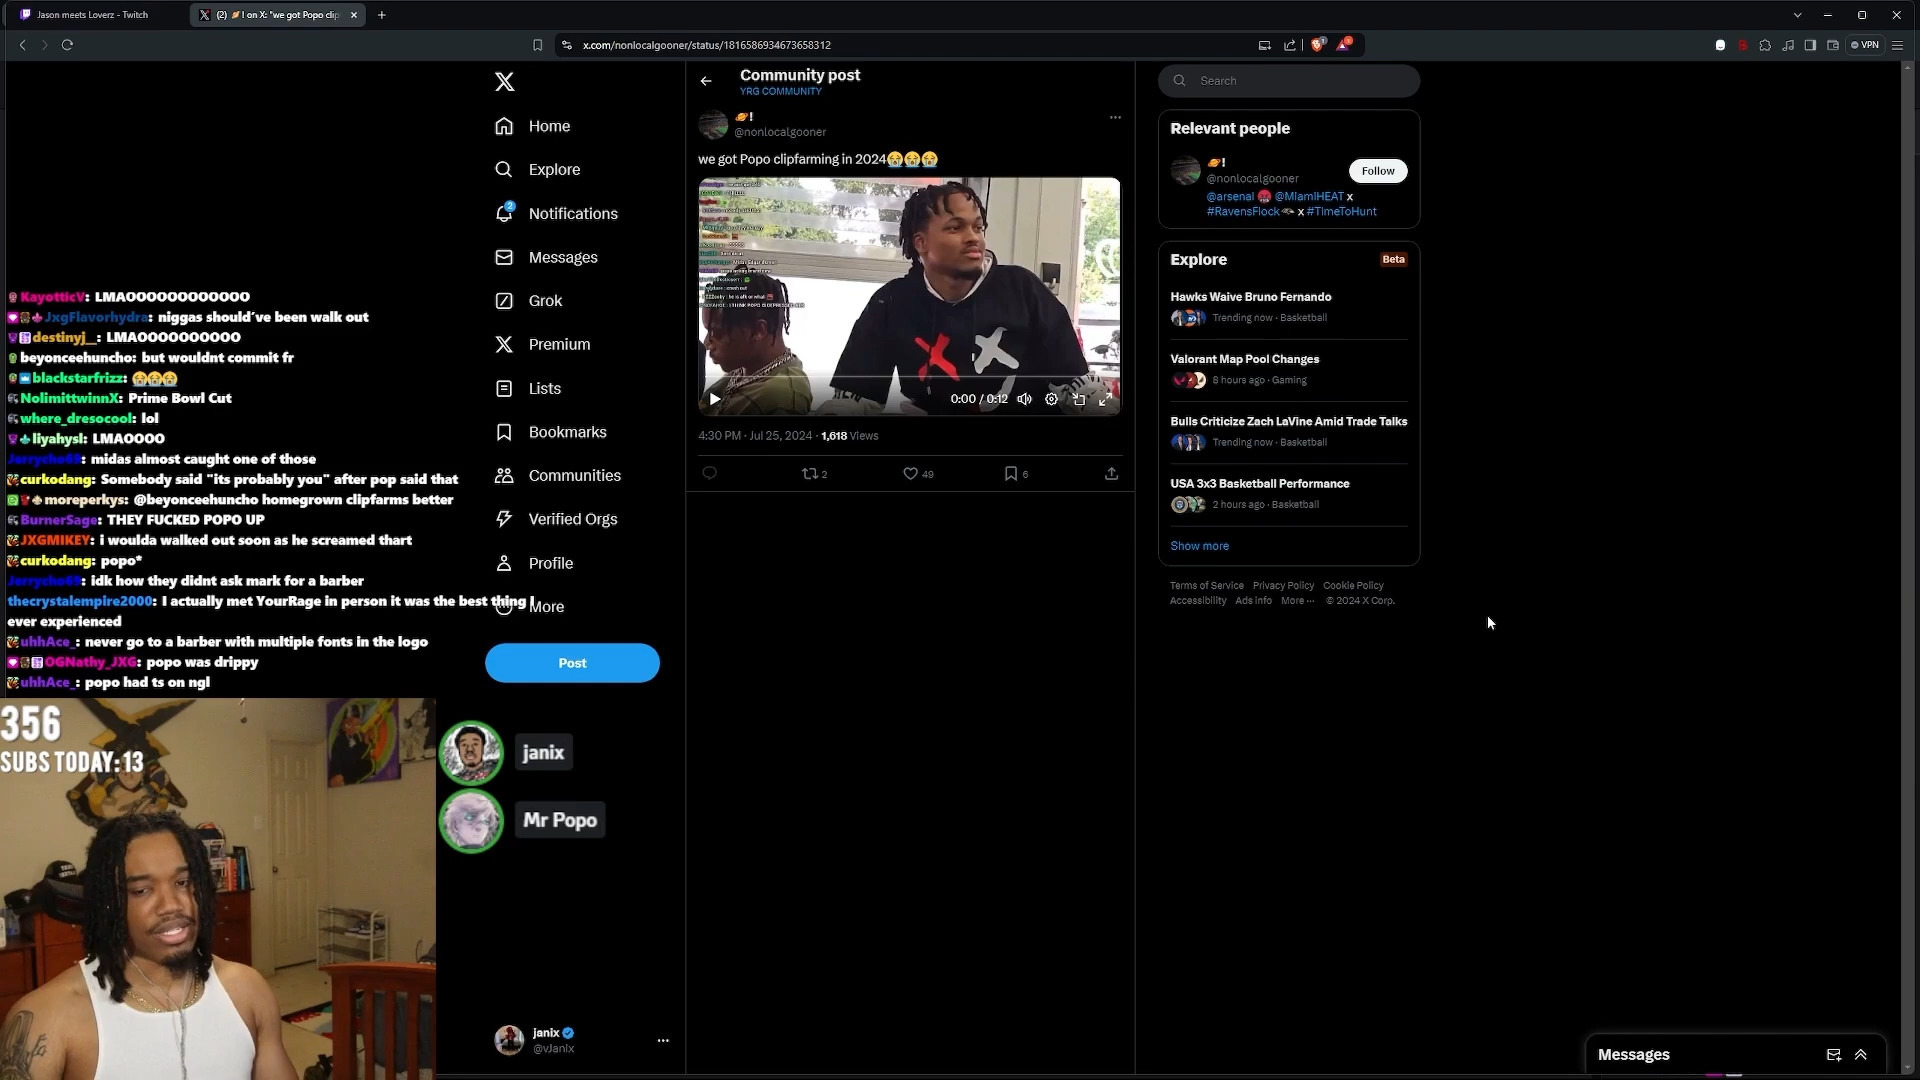 Jason meets Loverz - Twitch
(2) 🪐! on X: "we got Popo clip
x.com/nonlocalgooner/status/1816586934673658312
VPN
Home
Explore
2
Notifications
Messages
Grok
Premium
Lists
Bookmarks
Communities
Verified Orgs
Profile
More
Post
janix
@vJanix
Community post
YRG COMMUNITY
🪐!
@nonlocalgooner
we got Popo clipfarming in 2024😭😭😭
0:00 / 0:12
4:30 PM · Jul 25, 2024 · 1,618 Views
2
49
6
Search
Relevant people
🪐!
@nonlocalgooner
Follow
@arsenal 👹 @MiamiHEAT x
#RavensFlock x #TimeToHunt
Explore
Beta
Hawks Waive Bruno Fernando
Trending now · Basketball
Valorant Map Pool Changes
8 hours ago · Gaming
Bulls Criticize Zach LaVine Amid Trade Talks
Trending now · Basketball
USA 3x3 Basketball Performance
2 hours ago · Basketball
Show more
Terms of Service Privacy Policy Cookie Policy
Accessibility Ads info More ··· © 2024 X Corp.
Messages
KayotticV: LMAOOOOOOOOOOOO
JxgFlavorhydra: niggas should've been walk out
destinyj__: LMAOOOOOOOOOO
beyonceehuncho: but wouldnt commit fr
blackstarfrizz: 😭😭😭
NolimittwinnX: Prime Bowl Cut
where_dresocool: lol
liyahysl: LMAOOOO
Jerrycho69: midas almost caught one of those
curkodang: Somebody said "its probably you" after pop said that
moreperkys: @beyonceehuncho homegrown clipfarms better
BurnerSage: THEY FUCKED POPO UP
JXGMIKEY: i woulda walked out soon as he screamed thart
curkodang: popo*
Jerrycho69: idk how they didnt ask mark for a barber
thecrystalempire2000: I actually met YourRage in person it was the best thing I
ever experienced
uhhAce_: never go to a barber with multiple fonts in the logo
OGNathy_JXG: popo was drippy
uhhAce_: popo had ts on ngl
356
SUBS TODAY: 13
janix
Mr Popo